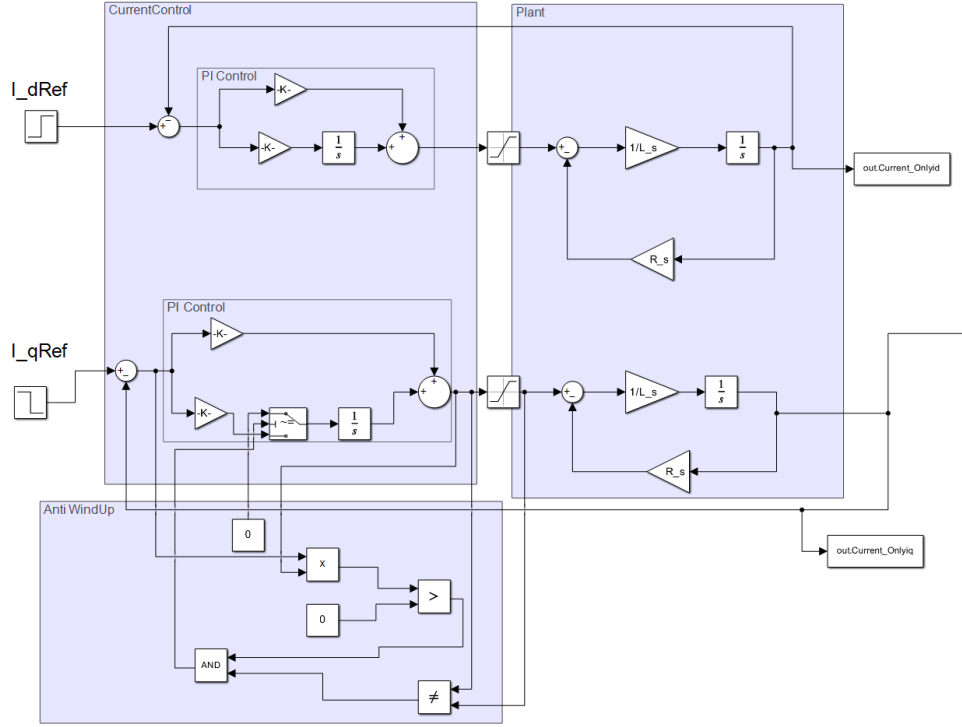 CurrentControl
Plant
I_dRef
PI Control
-K-
-K-
1
s
1/L_s
1
s
out.Current_Onlyid
R_s
I_qRef
PI Control
-K-
-K-
~=
1
s
1/L_s
1
s
R_s
Anti WindUp
0
x
0
>
AND
≠
out.Current_Onlyiq